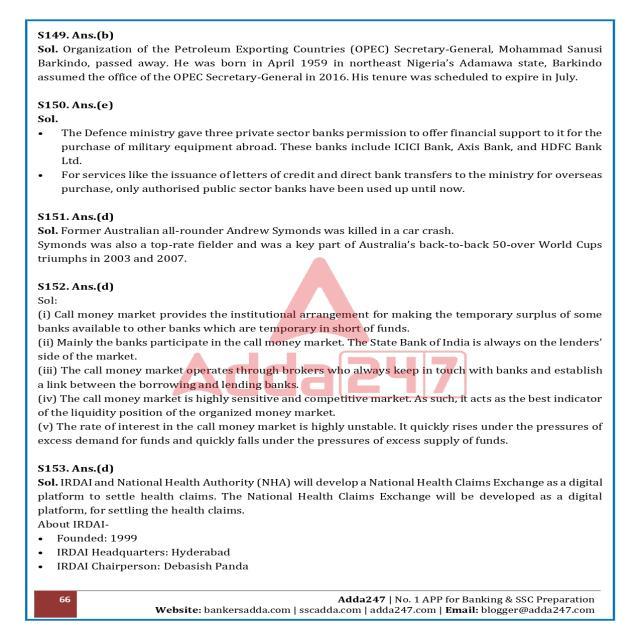 S149. Ans.(b)
Sol. Organization of the Petroleum Exporting Countries (OPEC) Secretary-General, Mohammad Sanusi
Barkindo, passed away. He was born in April 1959 in northeast Nigeria's Adamawa state, Barkindo
assumed the office of the OPEC Secretary-General in 2016. His tenure was scheduled to expire in July.
S150. Ans.(e)
Sol.
• The Defence ministry gave three private sector banks permission to offer financial support to it for the
purchase of military equipment abroad. These banks include ICICI Bank, Axis Bank, and HDFC Bank
Ltd.
• For services like the issuance of letters of credit and direct bank transfers to the ministry for overseas
purchase, only authorised public sector banks have been used up until now.
S151. Ans.(d)
Sol. Former Australian all-rounder Andrew Symonds was killed in a car crash.
Symonds was also a top-rate fielder and was a key part of Australia's back-to-back 50-over World Cups
triumphs in 2003 and 2007.
S152. Ans.(d)
Sol:
(i) Call money market provides the institutional arrangement for making the temporary surplus of some
banks available to other banks which are temporary in short of funds.
(ii) Mainly the banks participate in the call money market. The State Bank of India is always on the lenders'
side of the market.
(iii) The call money market operates through brokers who always keep in touch with banks and establish
a link between the borrowing and lending banks.
(iv) The call money market is highly sensitive and competitive market. As such, it acts as the best indicator
of the liquidity position of the organized money market.
(v) The rate of interest in the call money market is highly unstable. It quickly rises under the pressures of
excess demand for funds and quickly falls under the pressures of excess supply of funds.
Adda247
S153. Ans.(d)
Sol. IRDAI and National Health Authority (NHA) will develop a National Health Claims Exchange as a digital
platform to settle health claims. The National Health Claims Exchange will be developed as a digital
platform, for settling the health claims.
About IRDAI-
• Founded: 1999
• IRDAI Headquarters: Hyderabad
• IRDAI Chairperson: Debasish Panda
66
Adda247 | No. 1 APP for Banking & SSC Preparation
Website: bankersadda.com | sscadda.com | adda247.com | Email: blogger@adda247.com